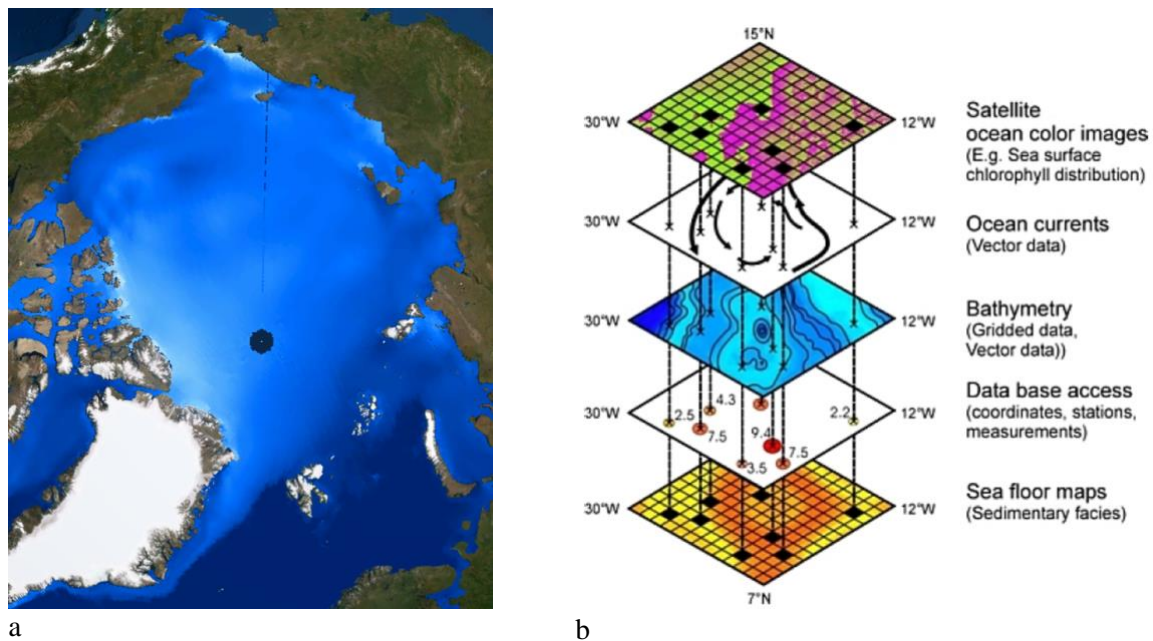 15°N
30°W
12°W
Satellite
ocean color images
(E.g. Sea surface
chlorophyll distribution)
30°W
12°W
Ocean currents
(Vector data)
30°W
12°W
Bathymetry
(Gridded data,
Vector data))
30°W
2.5
4.3
7.5
9.4
3.5
7.5
2.2
12°W
Data base access
(coordinates, stations,
measurements)
30°W
12°W
Sea floor maps
(Sedimentary facies)
7°N
a
b